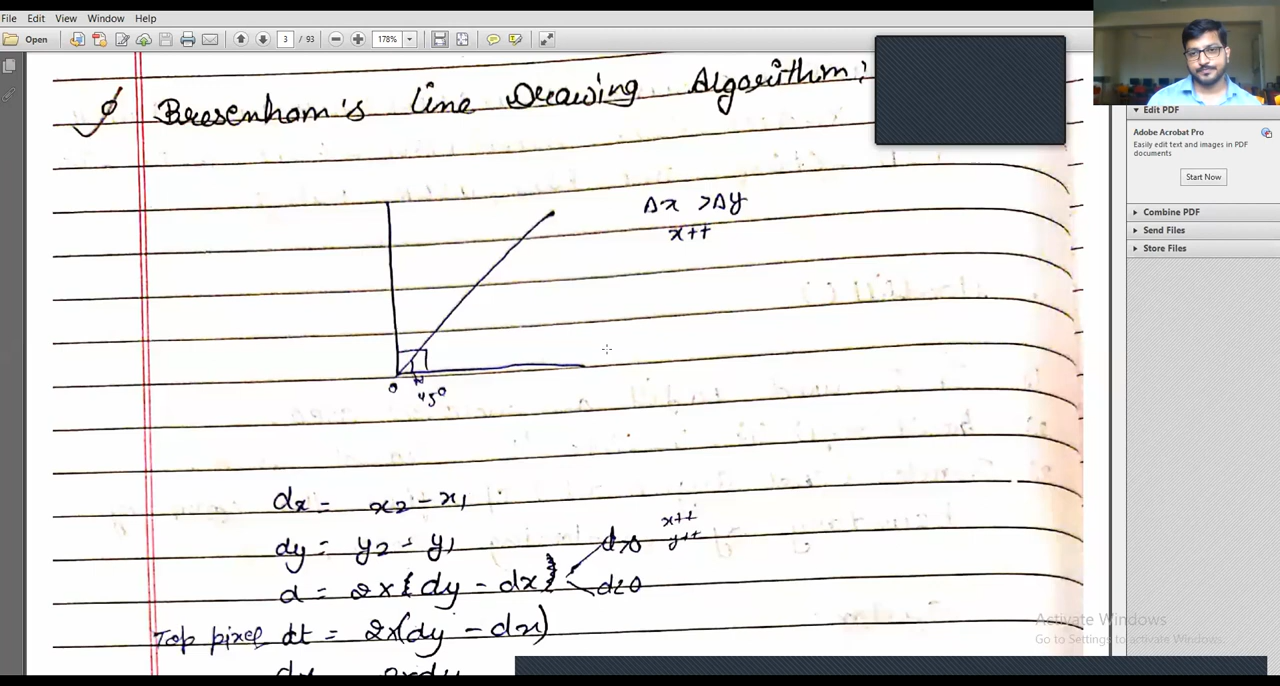 File Edit View Window Help
Open 3 / 93 178%
Bresenham's Line Drawing Algorithm:
Edit PDF
Adobe Acrobat Pro
Easily edit text and images in PDF documents
Start Now
Combine PDF
Send Files
Store Files
Δx >Δy
x++
0
45°
dx = x2 - x1
dy = y2 - y1
d>0 x++
y++
d = 2x{dy - dx}
d<0
Top pixel dt = 2x(dy - dx)
Activate Windows
Go to Settings to activate Windows.